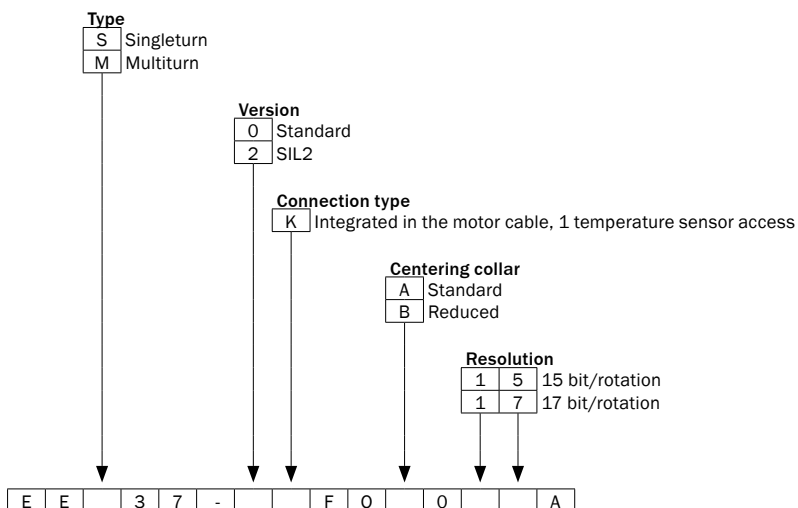 Type
S Singleturn
M Multiturn
Version
0 Standard
2 SIL2
Connection type
K Integrated in the motor cable, 1 temperature sensor access
Centering collar
A Standard
B Reduced
Resolution
1 5 15 bit/rotation
1 7 17 bit/rotation
E E 3 7 - F 0 0 A